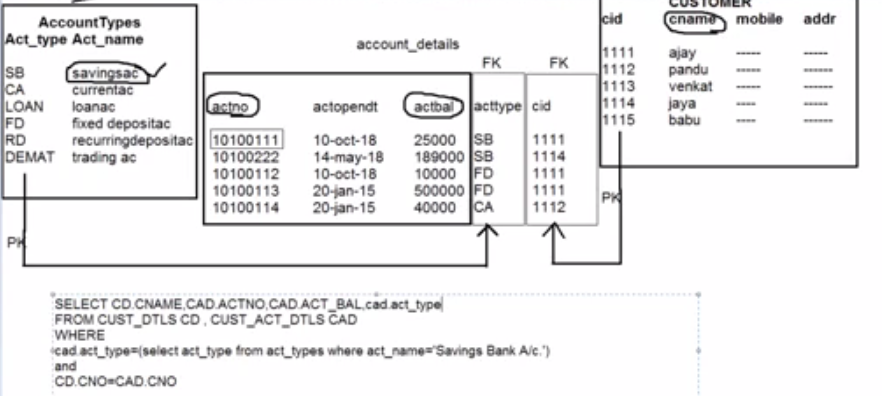 AccountTypes
Act_type Act_name
SB savingsac
CA currentac
LOAN loanac
FD fixed depositac
RD recurringdepositac
DEMAT trading ac
PK
account_details
FK FK
actno actopendt actbal acttype cid
10100111 10-oct-18 25000 SB 1111
10100222 14-may-18 189000 SB 1114
10100112 10-oct-18 10000 FD 1111
10100113 20-jan-15 500000 FD 1111
10100114 20-jan-15 40000 CA 1112
CUSTOMER
cid cname mobile addr
1111 ajay ----- -----
1112 pandu ----- ------
1113 venkat ----- ------
1114 jaya ---- -----
1115 babu ---- ------
PK
SELECT CD.CNAME,CAD.ACTNO,CAD.ACT_BAL,cad.act_type
FROM CUST_DTLS CD , CUST_ACT_DTLS CAD
WHERE
cad.act_type=(select act_type from act_types where act_name='Savings Bank A/c.')
and
CD.CNO=CAD.CNO